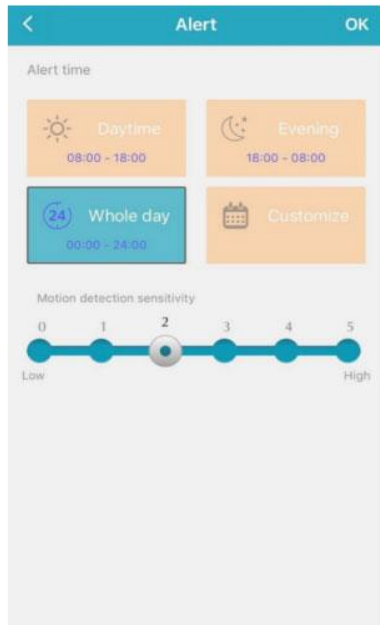 Alert OK
Alert time
Daytime
08:00 - 18:00
Evening
18:00 - 08:00
24 Whole day
00:00 - 24:00
Customize
Motion detection sensitivity
0 1 2 3 4 5
Low High